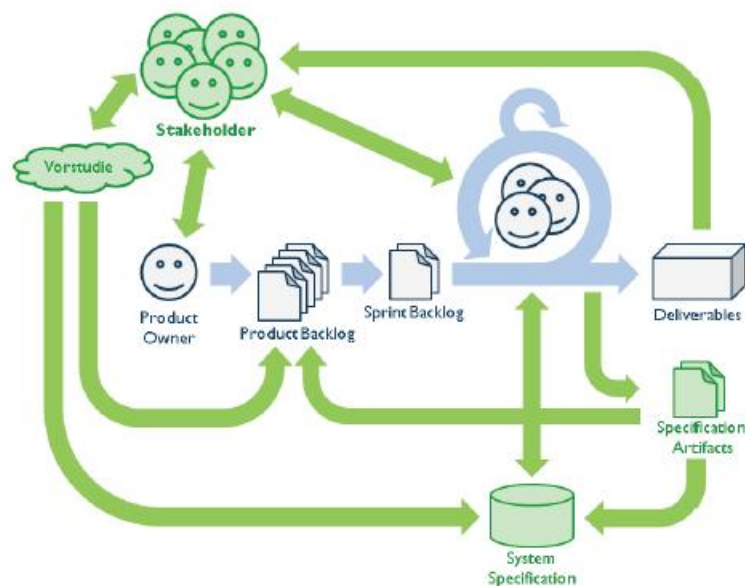 Stakeholder
Vorstudie
Product
Owner
Product Backlog
Sprint Backlog
Deliverables
Specification
Artifacts
System
Specification